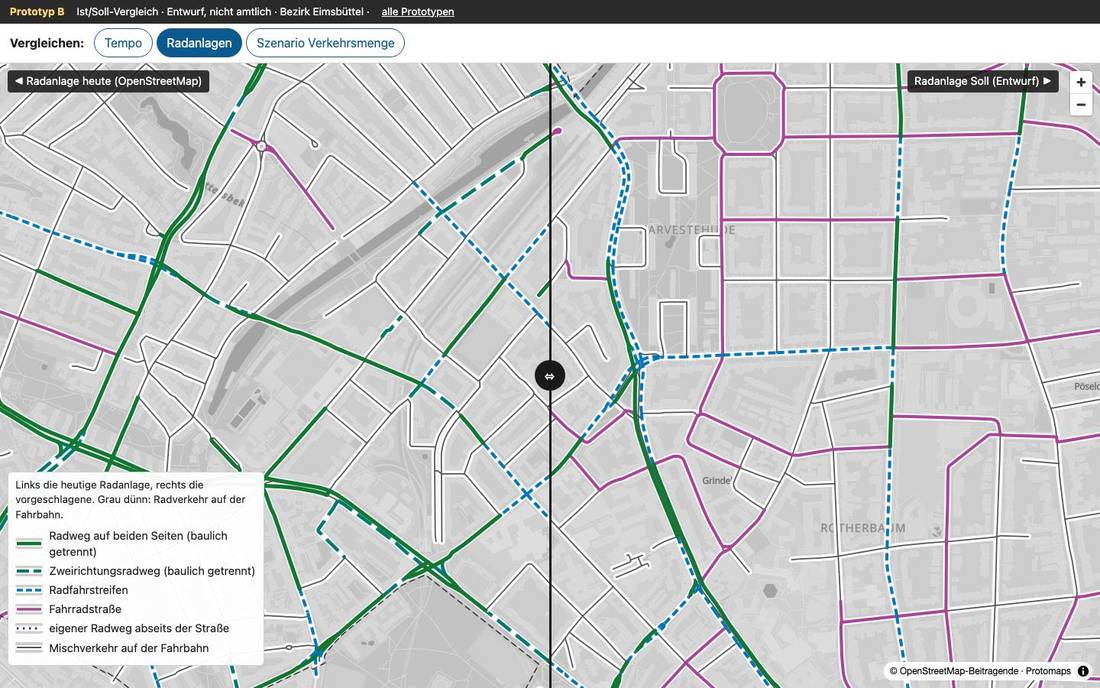 Prototyp B Ist/Soll-Vergleich · Entwurf, nicht amtlich · Bezirk Eimsbüttel · alle Prototypen
Vergleichen: Tempo Radanlagen Szenario Verkehrsmenge
◀ Radanlage heute (OpenStreetMap)
Radanlage Soll (Entwurf) ▶
+
−
ARVESTEHUDE
Grinde
ROTHERBAUM
Links die heutige Radanlage, rechts die
vorgeschlagene. Grau dünn: Radverkehr auf der
Fahrbahn.
Radweg auf beiden Seiten (baulich
getrennt)
Zweirichtungsradweg (baulich getrennt)
Radfahrstreifen
Fahrradstraße
eigener Radweg abseits der Straße
Mischverkehr auf der Fahrbahn
© OpenStreetMap-Beitragende · Protomaps